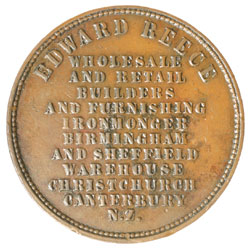 EDWARD REECE
WHOLESALE
AND RETAIL
BUILDERS
AND FURNISHING
IRONMONGER
BIRMINGHAM
AND SHEFFIELD
WAREHOUSE
CHRISTCHURCH
CANTERBURY
N.Z.